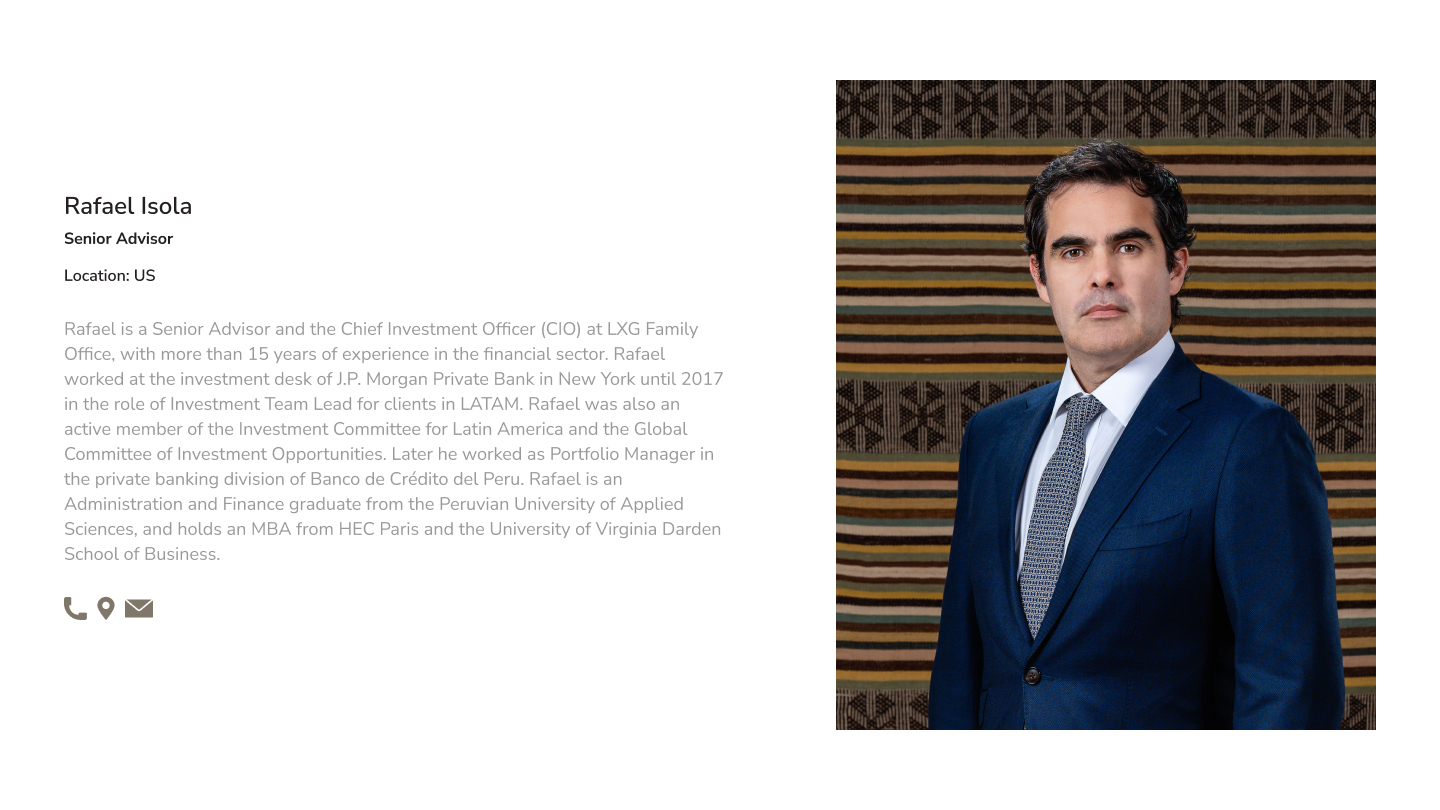 Rafael Isola
Senior Advisor
Location: US
Rafael is a Senior Advisor and the Chief Investment Officer (CIO) at LXG Family
Office, with more than 15 years of experience in the financial sector. Rafael
worked at the investment desk of J.P. Morgan Private Bank in New York until 2017
in the role of Investment Team Lead for clients in LATAM. Rafael was also an
active member of the Investment Committee for Latin America and the Global
Committee of Investment Opportunities. Later he worked as Portfolio Manager in
the private banking division of Banco de Crédito del Peru. Rafael is an
Administration and Finance graduate from the Peruvian University of Applied
Sciences, and holds an MBA from HEC Paris and the University of Virginia Darden
School of Business.